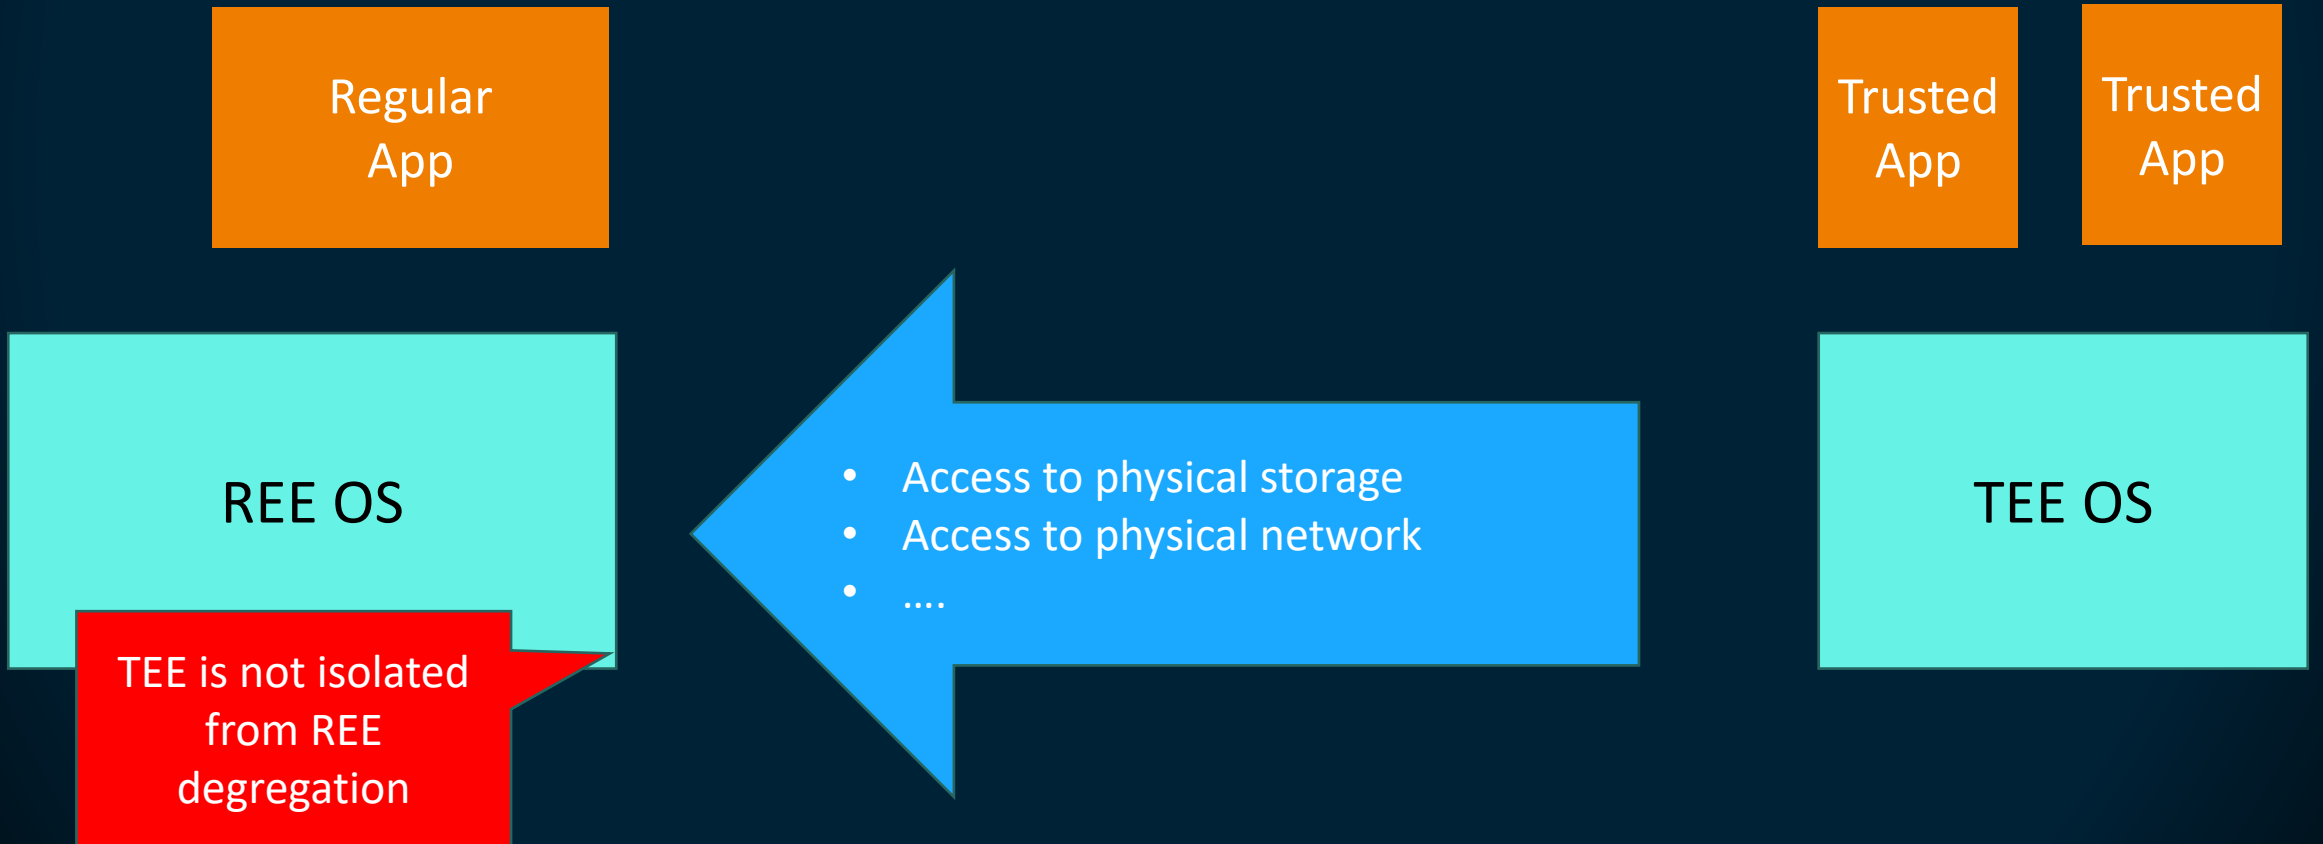 Regular
App
Trusted
App
Trusted
App
REE OS
• Access to physical storage
• Access to physical network
• ....
TEE OS
TEE is not isolated
from REE
degregation